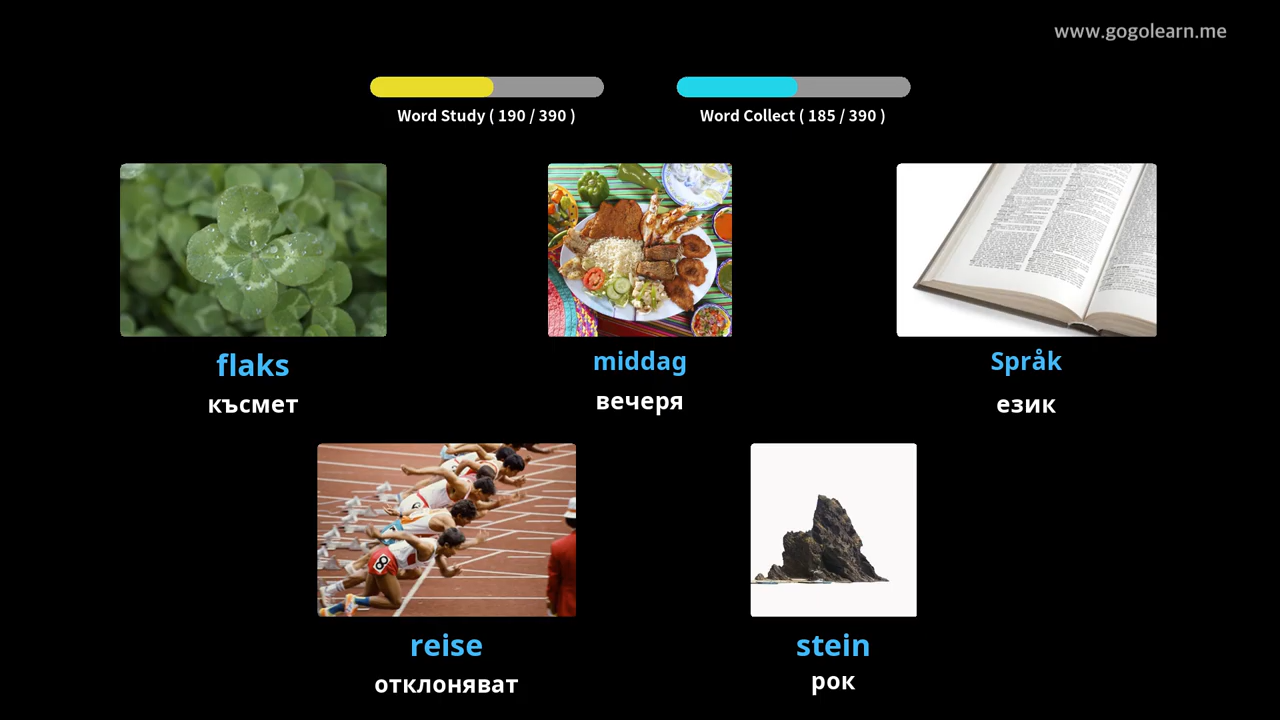 www.gogolearn.me
Word Study ( 190 / 390 )
Word Collect ( 185 / 390 )
flaks
късмет
middag
вечеря
Språk
език
reise
отклоняват
stein
рок